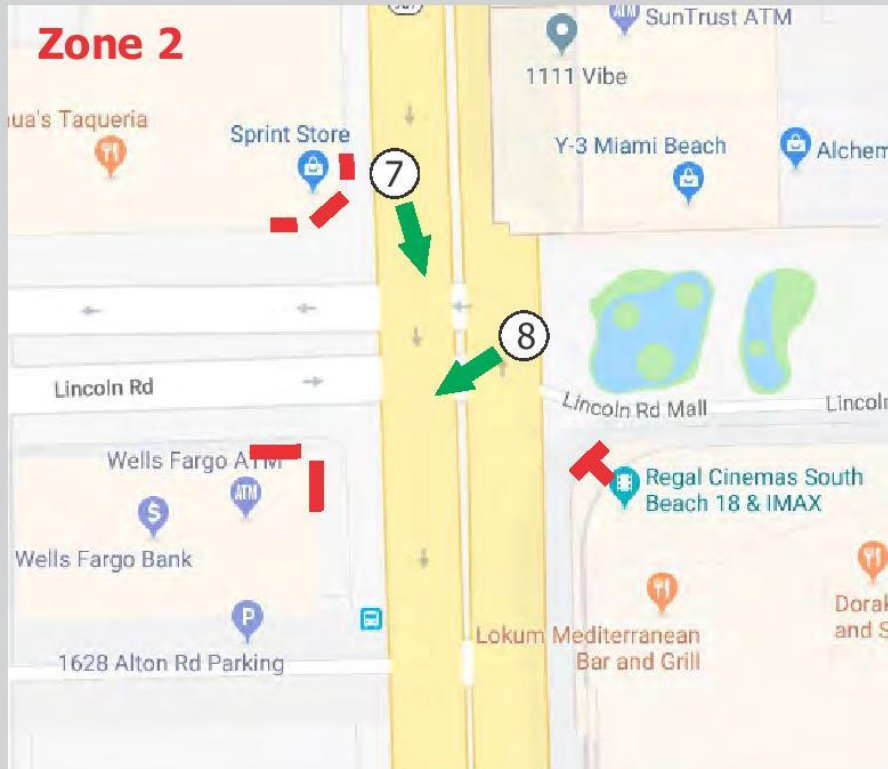 Zone 2
SunTrust ATM
ATM
1111 Vibe
ua's Taqueria
Sprint Store
Y-3 Miami Beach
Alchem
7
8
Lincoln Rd
Lincoln Rd Mall
Lincoln
Wells Fargo ATM
ATM
Regal Cinemas South
Beach 18 & IMAX
$
Wells Fargo Bank
P
1628 Alton Rd Parking
Lokum Mediterranean
Bar and Grill
Dorak
and S